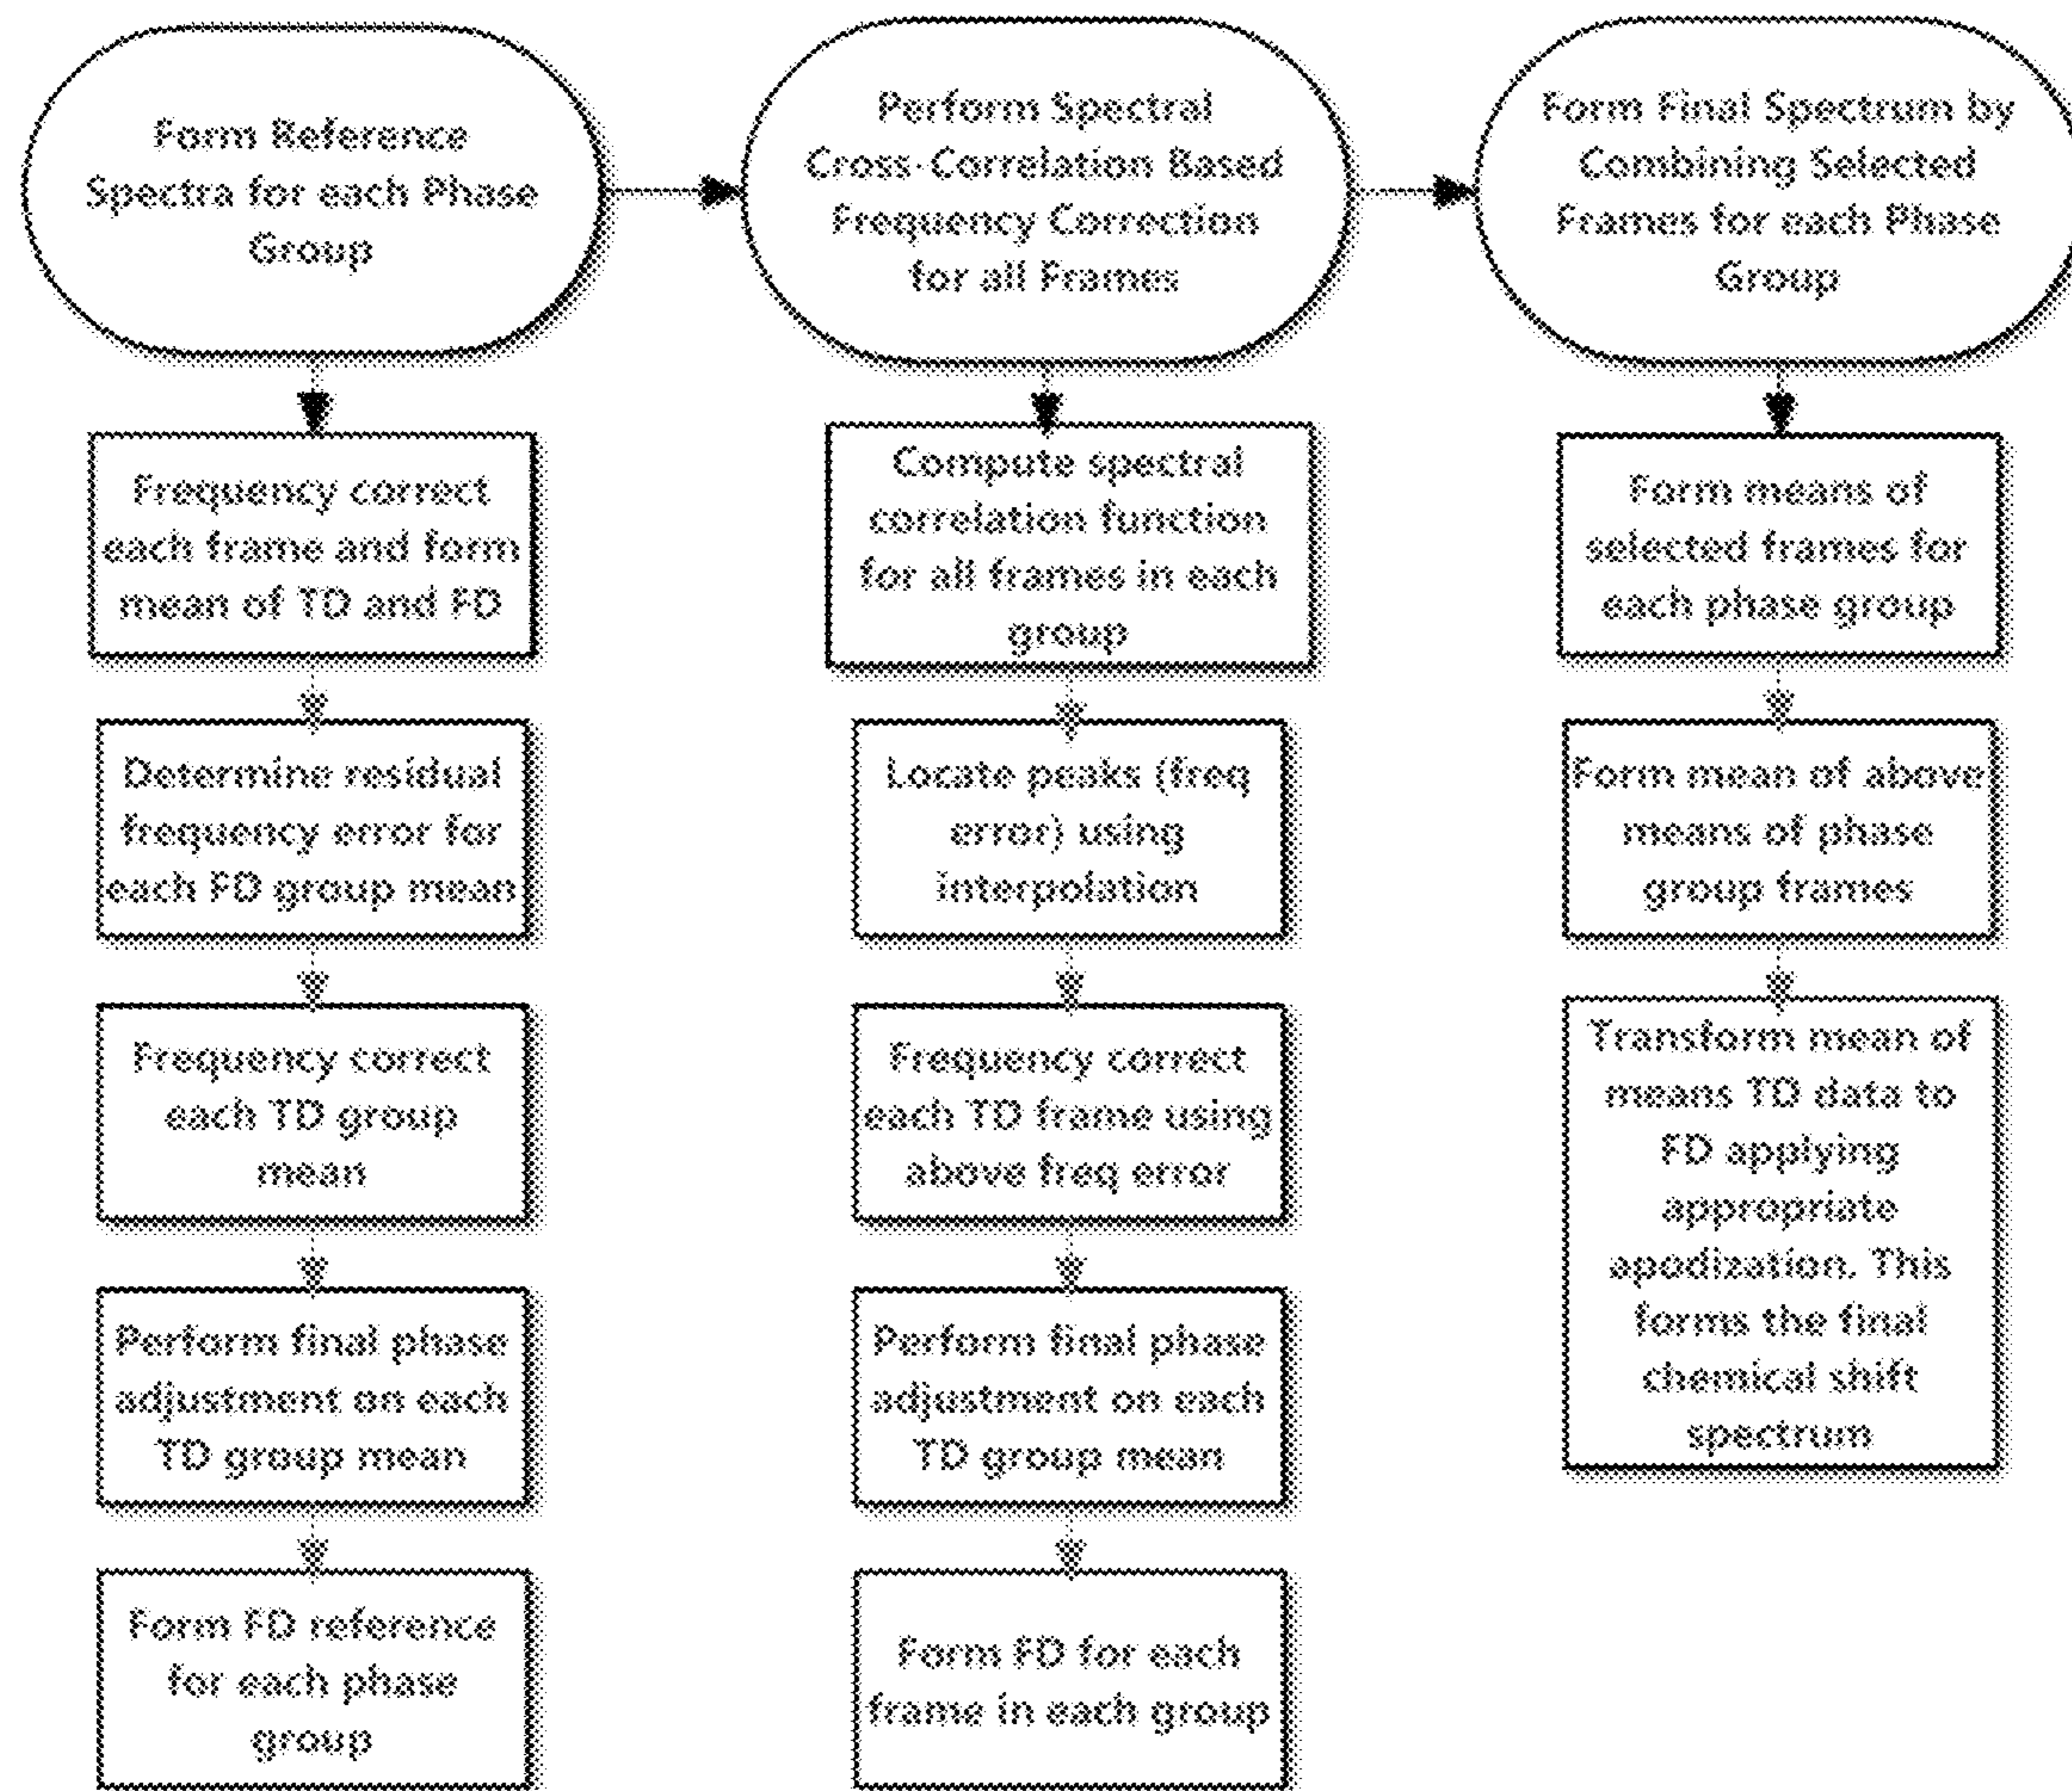 Form Reference
Spectra for each Phase
Group
Perform Spectral
Cross-Correlation Based
Frequency Correction
for all Frames
Form Final Spectrum by
Combining Selected
Frames for each Phase
Group
Frequency correct
each frame and form
mean of TD and FD
Determine residual
frequency error for
each FD group mean
Frequency correct
each TD group
mean
Perform final phase
adjustment on each
TD group mean
Form FD reference
for each phase
group
Compute spectral
correlation function
for all frames in each
group
Locate peaks (freq
error) using
interpolation
Frequency correct
each TD frame using
above freq error
Perform final phase
adjustment on each
TD group mean
Form FD for each
frame in each group
Form means of
selected frames for
each phase group
Form mean of above
means of phase
group frames
Transform mean of
means TD data to
FD applying
appropriate
apodization. This
forms the final
chemical shift
spectrum